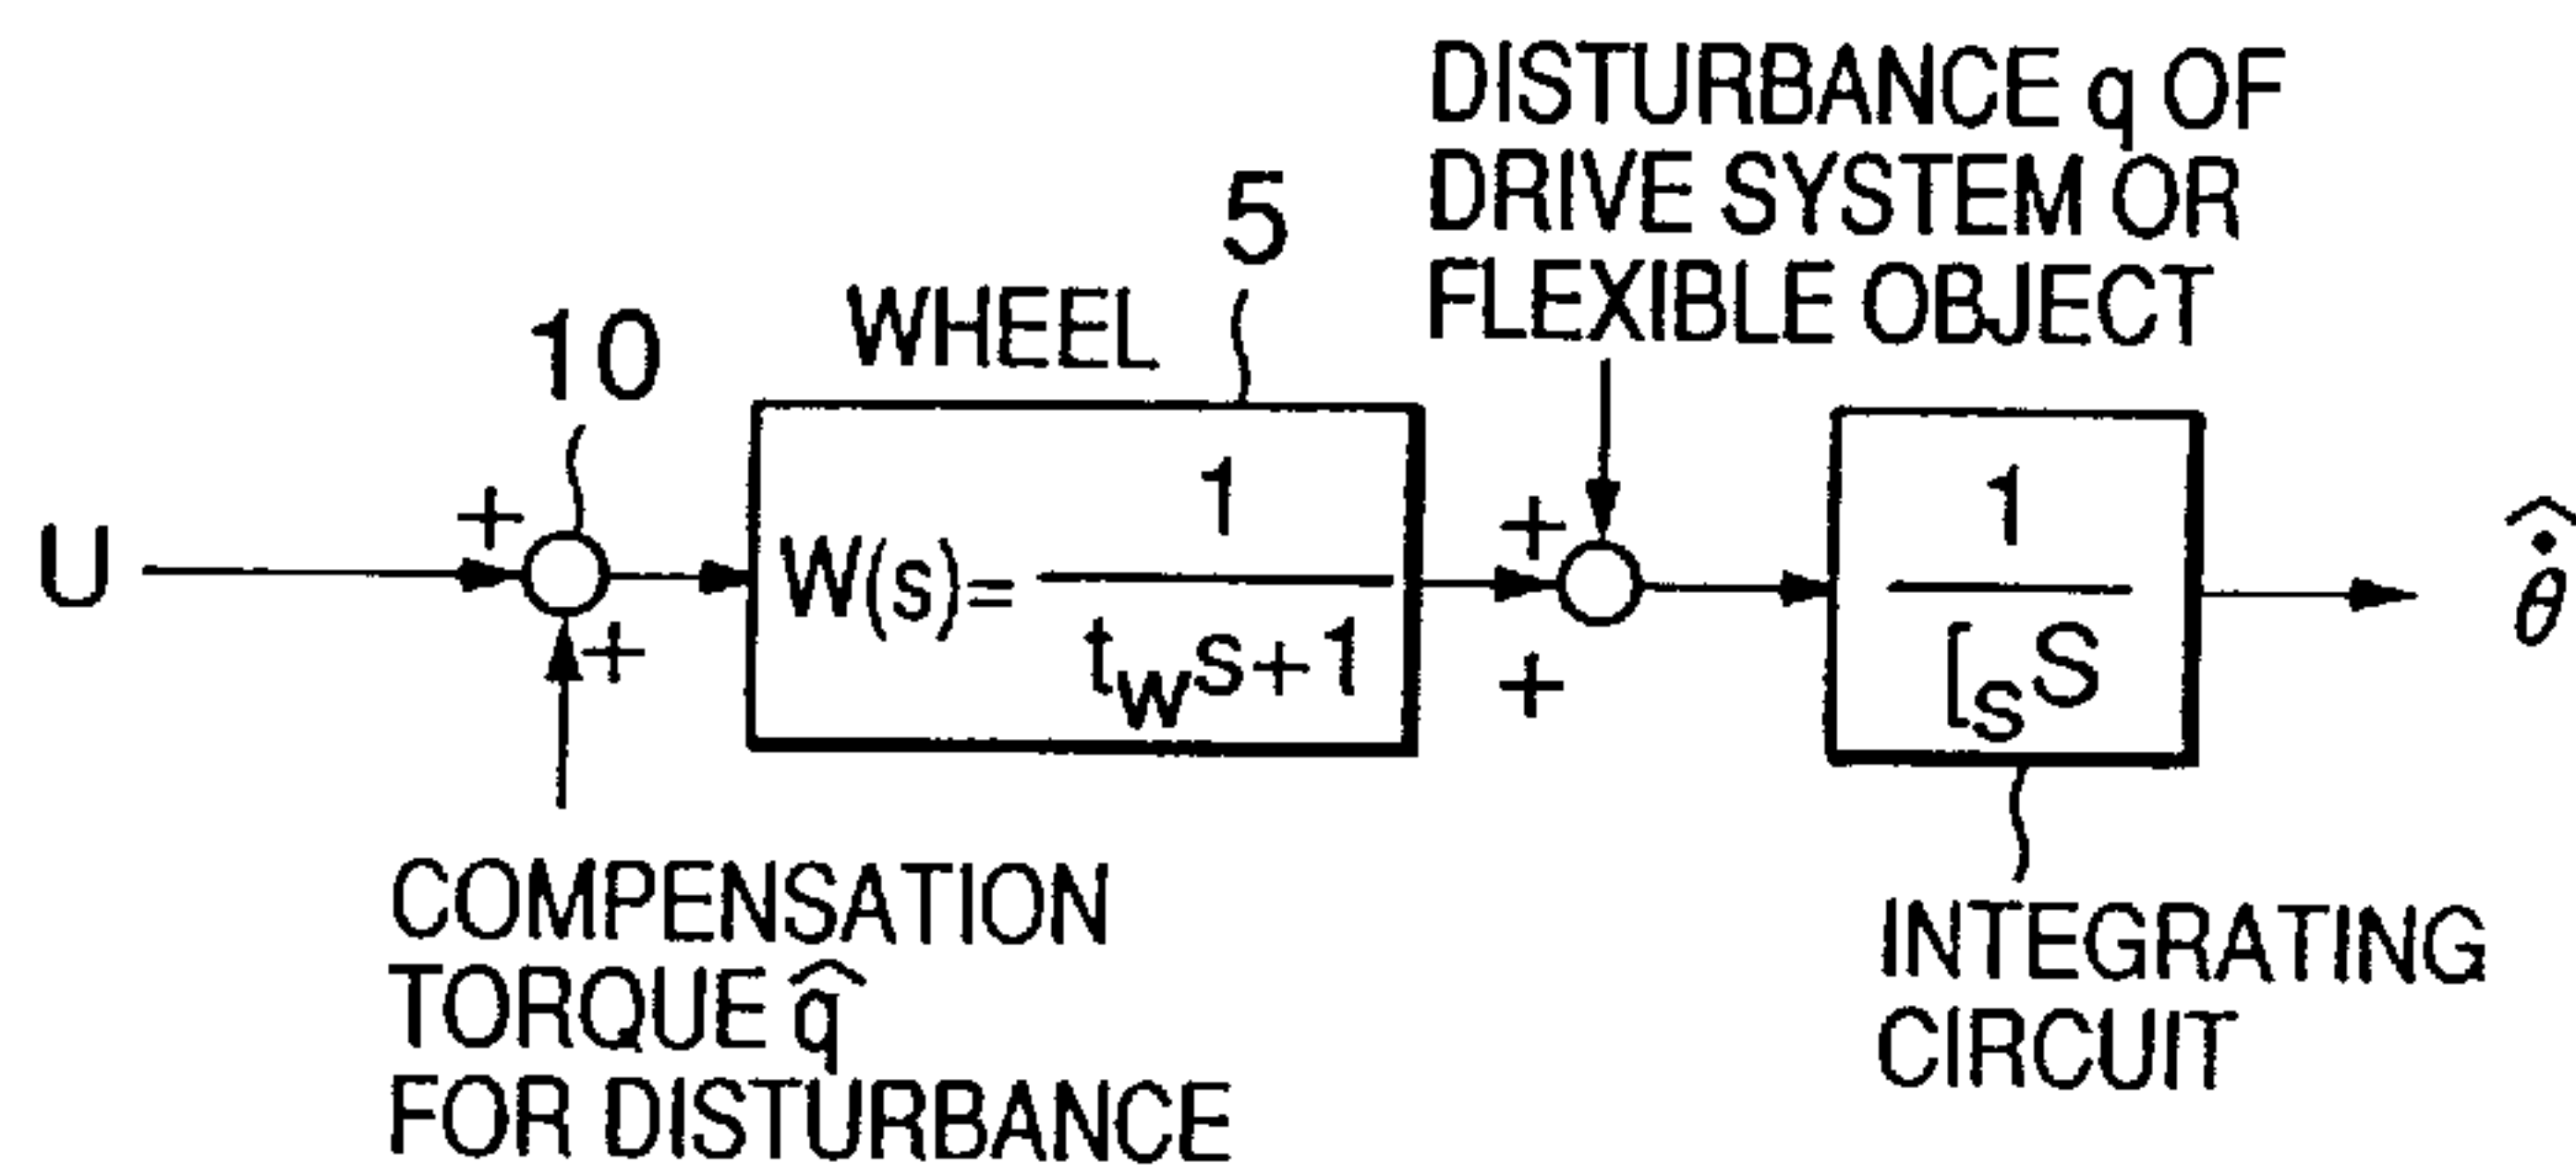 DISTURBANCE q OF
DRIVE SYSTEM OR
FLEXIBLE OBJECT
5
WHEEL
10
U
+
+
W(s)= 1 / t_w s+1
+
+
1 / [_s S
θ̇̂
COMPENSATION
TORQUE q̂
FOR DISTURBANCE
INTEGRATING
CIRCUIT